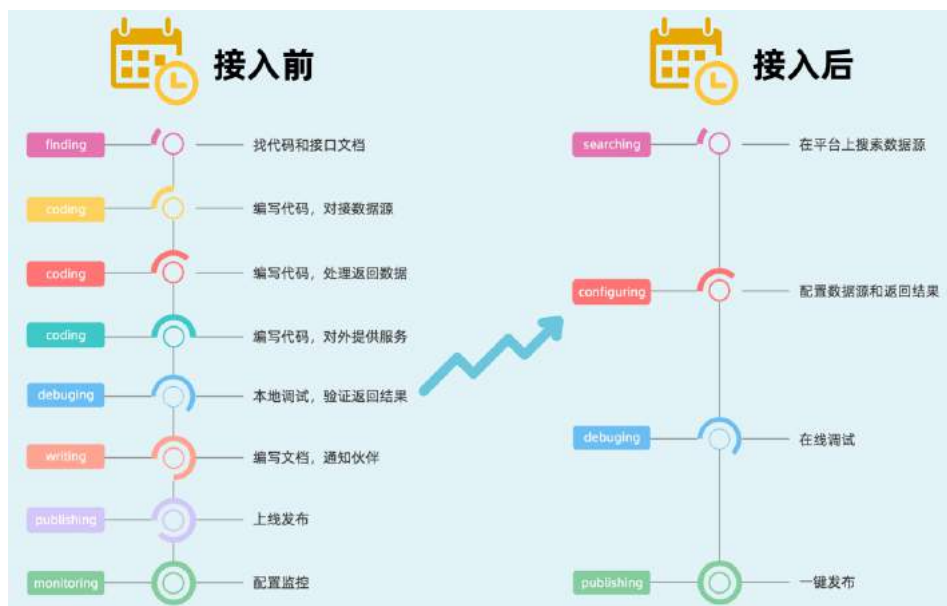 接入前
finding
找代码和接口文档
coding
编写代码，对接数据源
coding
编写代码，处理返回数据
coding
编写代码，对外提供服务
debuging
本地调试，验证返回结果
writing
编写文档，通知伙伴
publishing
上线发布
monitoring
配置监控
接入后
searching
在平台上搜索数据源
configuring
配置数据源和返回结果
debuging
在线调试
publishing
一键发布